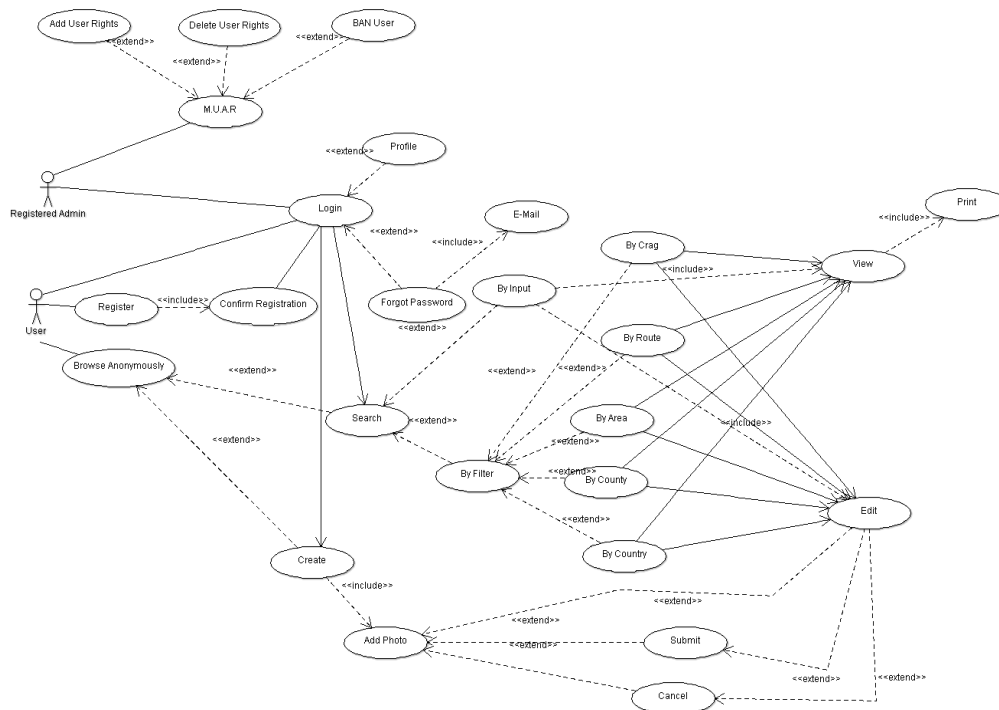 Add User Rights
Delete User Rights
BAN User
<<extend>>
<<extend>>
<<extend>>
M.U.A.R
Profile
<<extend>>
Registered Admin
Login
E-Mail
Print
<<include>>
<<extend>>
<<include>>
By Crag
View
<<include>>
Register
<<include>>
Confirm Registration
Forgot Password
By Input
User
<<extend>>
By Route
Browse Anonymously
<<extend>>
<<extend>>
<<extend>>
Search
<<extend>>
By Area
<<include>>
<<extend>>
<<extend>>
By Filter
<<extend>>
By County
Edit
<<extend>>
By Country
Create
<<include>>
<<extend>>
<<extend>>
Add Photo
Submit
<<extend>>
<<extend>>
<<extend>>
Cancel
<<extend>>